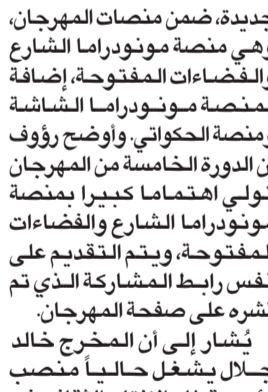 جديدة، ضمن منصات المهرجان،
وهي منصة مونودراما الشارع
والفضاءات المفتوحة، إضافة
لمنصة مونودراما الشاشة
ومنصة الحكواتي. وأوضح رؤوف
أن الدورة الخامسة من المهرجان
تولي اهتماما كبيرا بمنصة
مونودراما الشارع والفضاءات
المفتوحة، ويتم التقديم على
نفس رابط المشاركة الذي تم
نشره على صفحة المهرجان.
يُشار إلى أن المخرج خالد
جلال يشغل حالياً منصب